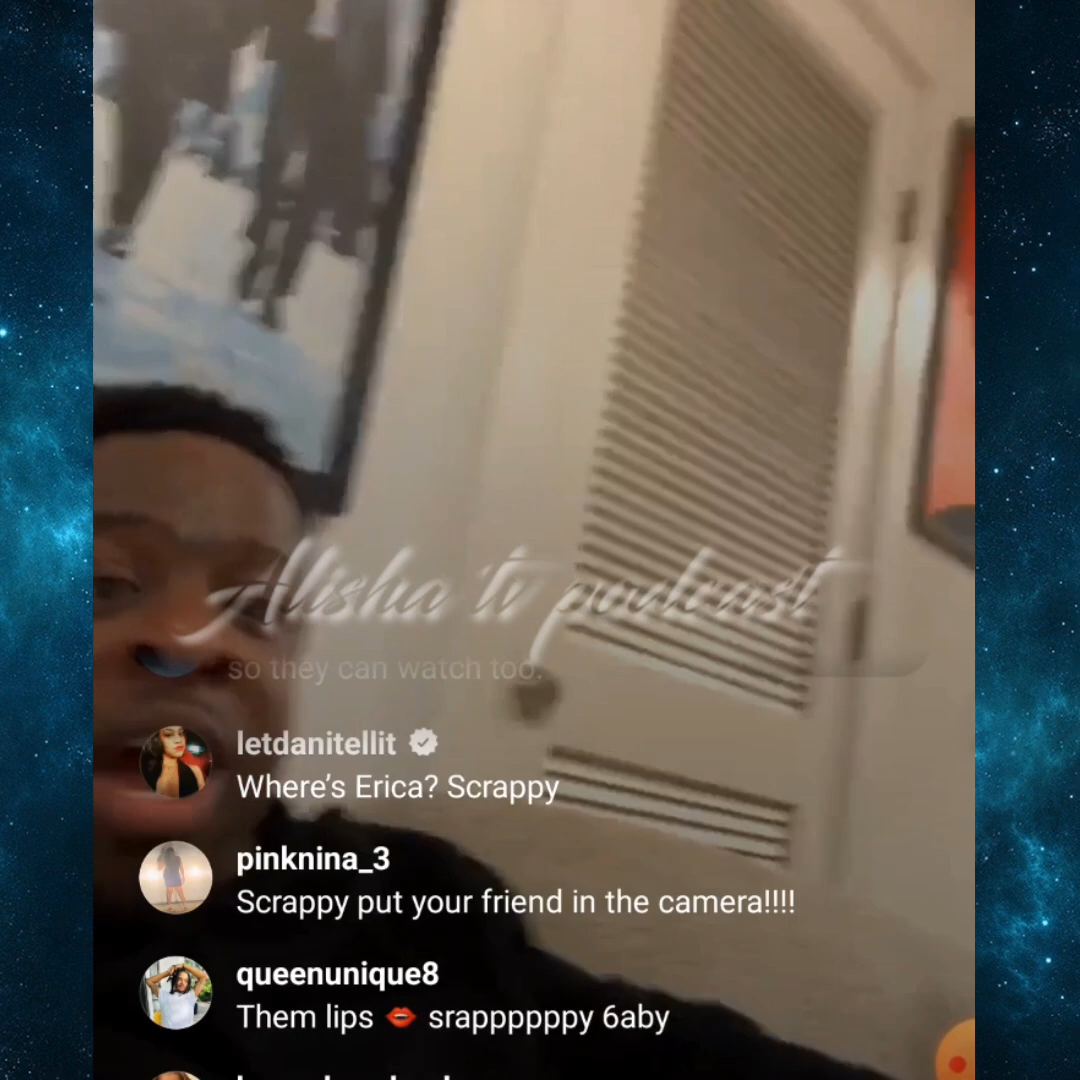 Alisha tv podcast
so they can watch too.
letdanitellit
Where's Erica? Scrappy
pinknina_3
Scrappy put your friend in the camera!!!!
queenunique8
Them lips 🫦 srappppppy 6aby